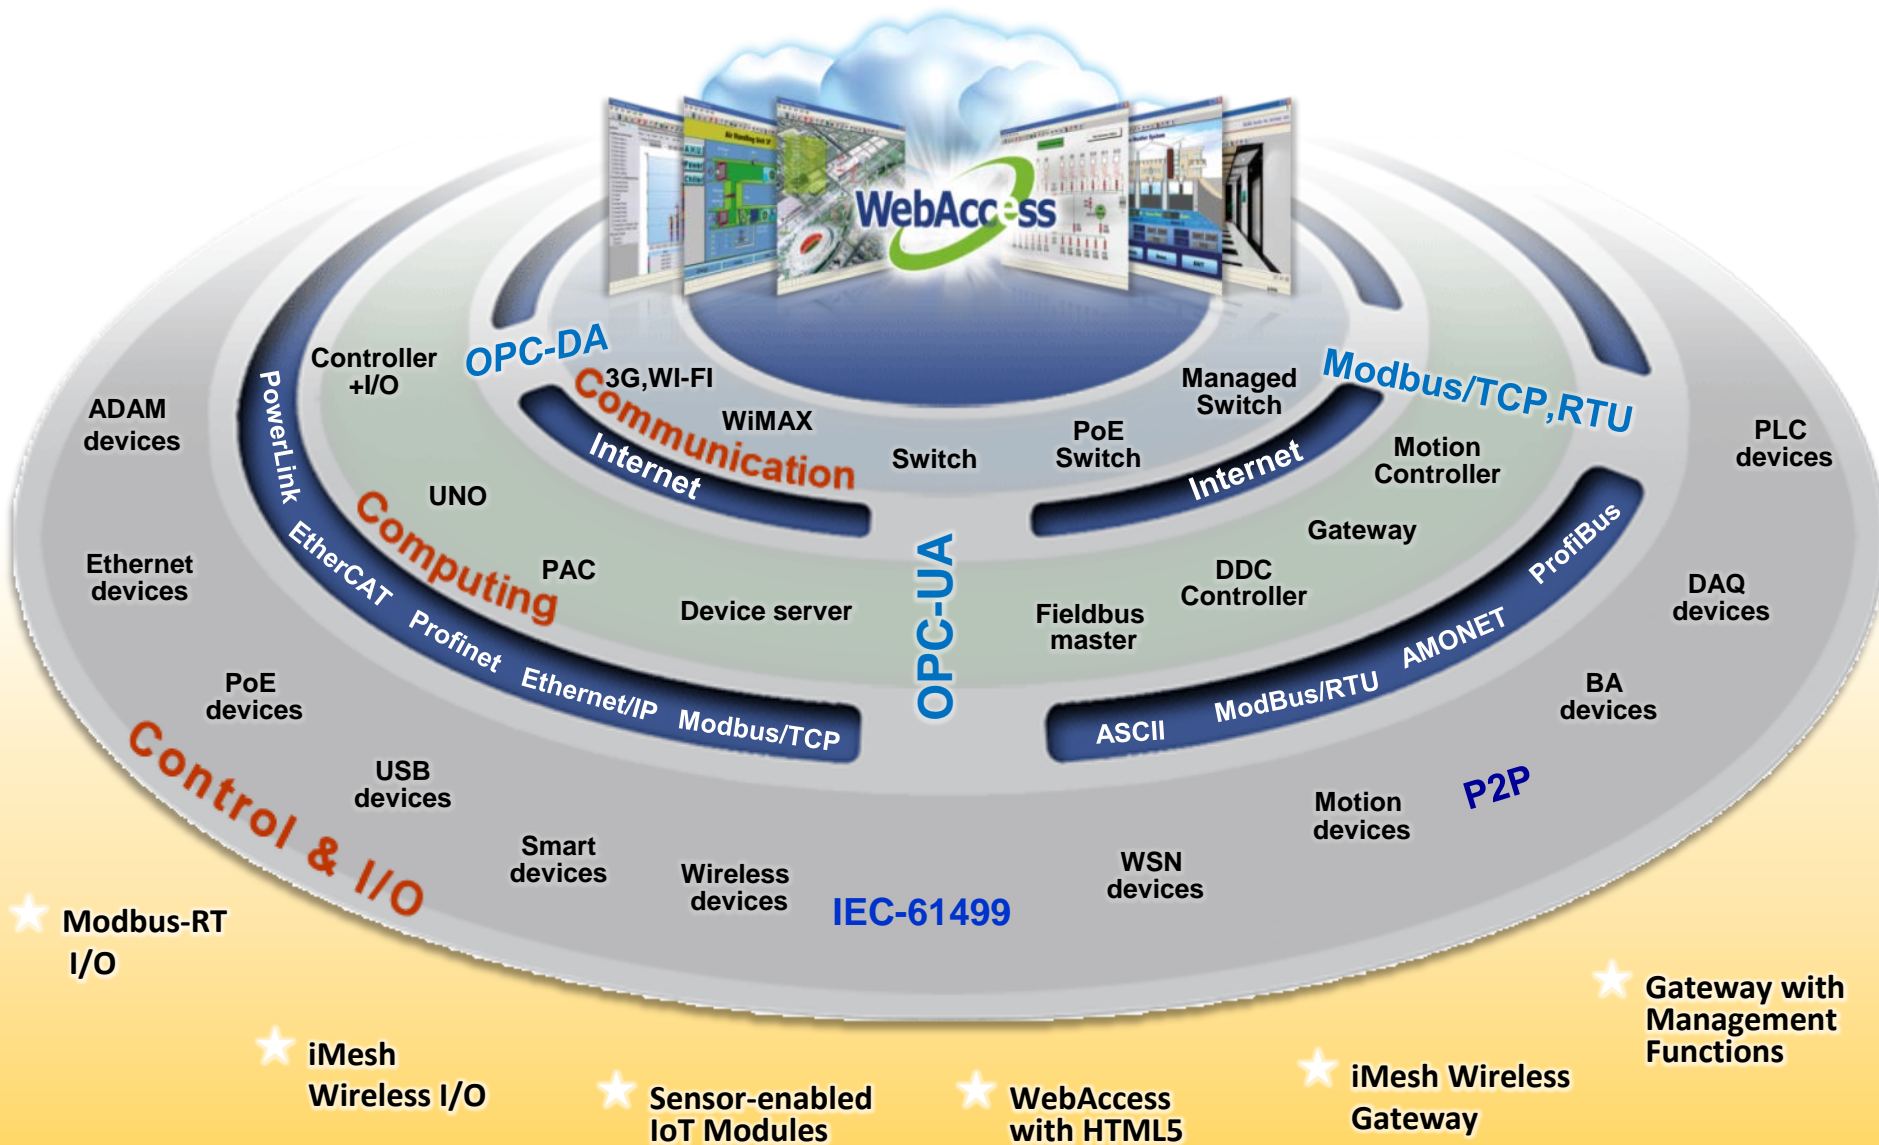 Air Handling Unit 1F
WebAccess
OPC-DA
Modbus/TCP,RTU
OPC-UA
Communication
3G,WI-FI
WiMAX
Switch
PoE
Switch
Managed
Switch
Internet
Internet
Computing
Controller
+I/O
UNO
PAC
Device server
Fieldbus
master
DDC
Controller
Gateway
Motion
Controller
PowerLink
EtherCAT
Profinet
Ethernet/IP
Modbus/TCP
ASCII
ModBus/RTU
AMONET
ProfiBus
Control & I/O
ADAM
devices
Ethernet
devices
PoE
devices
USB
devices
Smart
devices
Wireless
devices
IEC-61499
WSN
devices
Motion
devices
P2P
BA
devices
DAQ
devices
PLC
devices
Modbus-RT
I/O
iMesh
Wireless I/O
Sensor-enabled
IoT Modules
WebAccess
with HTML5
iMesh Wireless
Gateway
Gateway with
Management
Functions